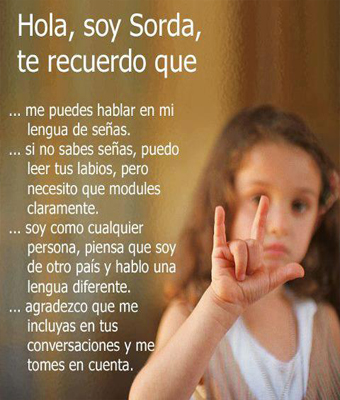 Hola, soy Sorda,
te recuerdo que
... me puedes hablar en mi
lengua de señas.
... si no sabes señas, puedo
leer tus labios, pero
necesito que modules
claramente.
... soy como cualquier
persona, piensa que soy
de otro país y hablo una
lengua diferente.
... agradezco que me
incluyas en tus
conversaciones y me
tomes en cuenta.